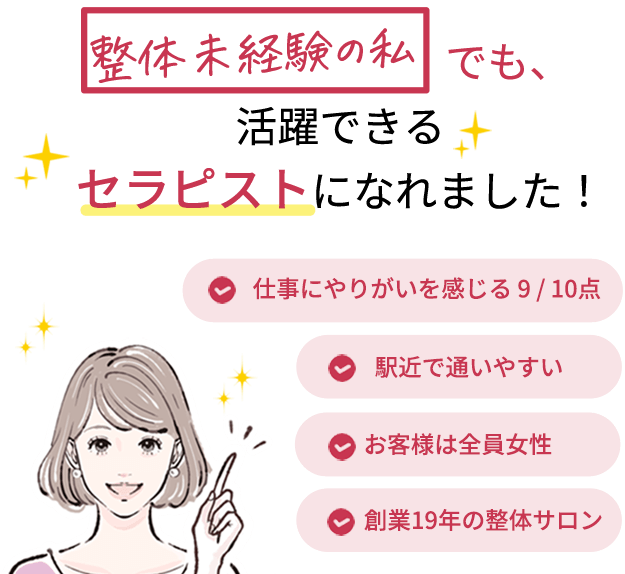 整体未経験の私でも、
活躍できる
セラピストになれました！
仕事にやりがいを感じる 9 / 10点
駅近で通いやすい
お客様は全員女性
創業19年の整体サロン